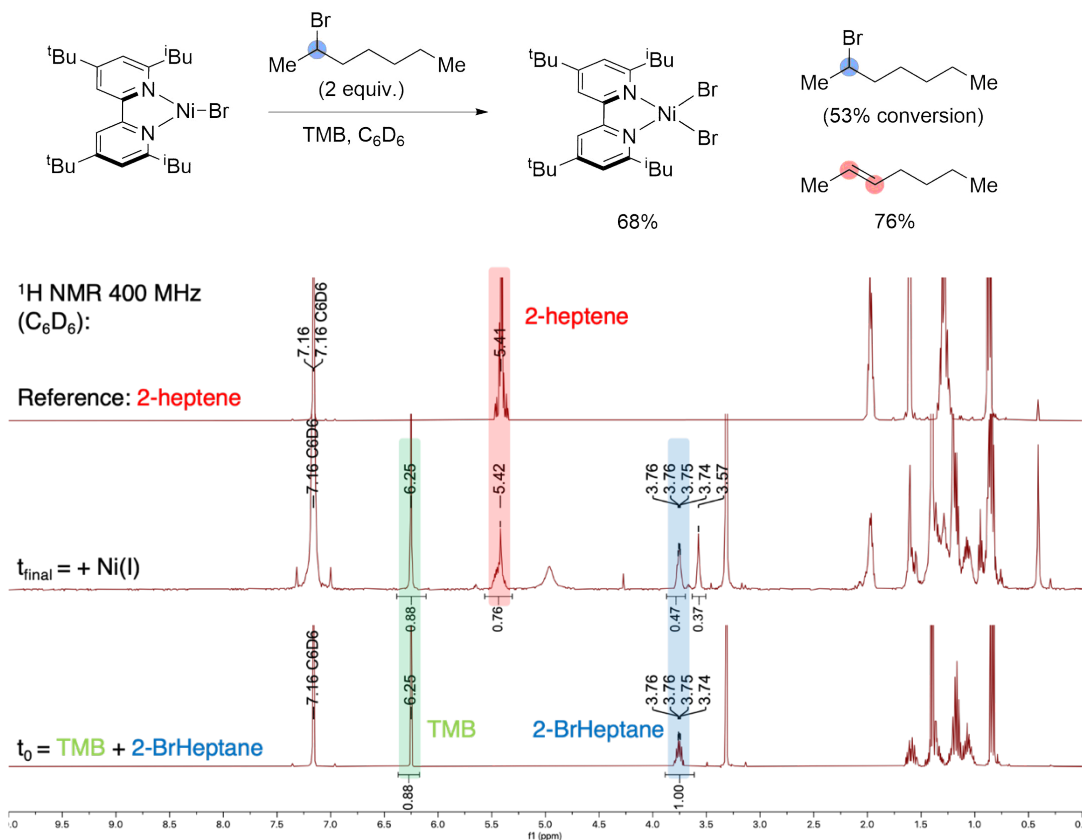 Br
tBu
iBu
N
Ni
Br
N
tBu
iBu
Me
Me
(2 equiv.)
TMB, C6D6
tBu
iBu
N
Br
Ni
N
Br
tBu
iBu
68%
Br
Me
Me
(53% conversion)
Me
Me
76%
1H NMR 400 MHz
(C6D6):
7.16
7.16 C6D6
5.41
2-heptene
Reference: 2-heptene
7.16 C6D6
6.25
5.42
3.76
3.76
3.75
3.74
3.57
tfinal = + Ni(I)
0.88
0.76
0.47
0.37
7.16 C6D6
6.25
TMB
2-BrHeptane
3.76
3.76
3.75
3.74
t0 = TMB + 2-BrHeptane
0.88
1.00
9.5 9.0 8.5 8.0 7.5 7.0 6.5 6.0 5.5 5.0 4.5 4.0 3.5 3.0 2.5 2.0 1.5 1.0 0.5
f1 (ppm)